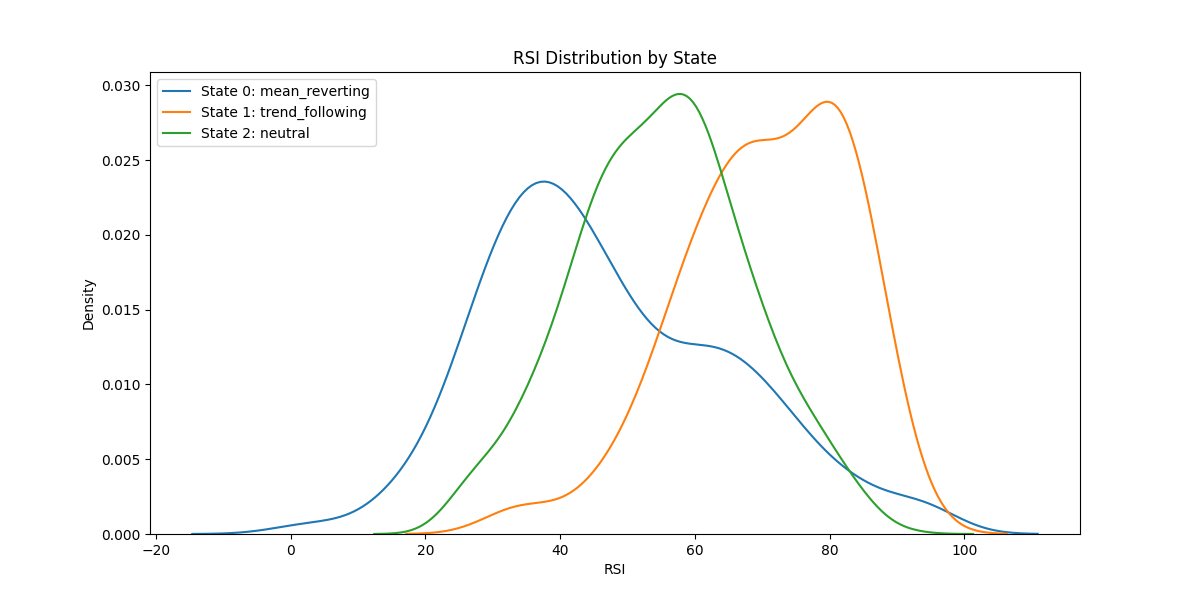 RSI Distribution by State
State 0: mean_reverting
State 1: trend_following
State 2: neutral
0.030
0.025
0.020
0.015
0.010
0.005
0.000
Density
−20
0
20
40
60
80
100
RSI